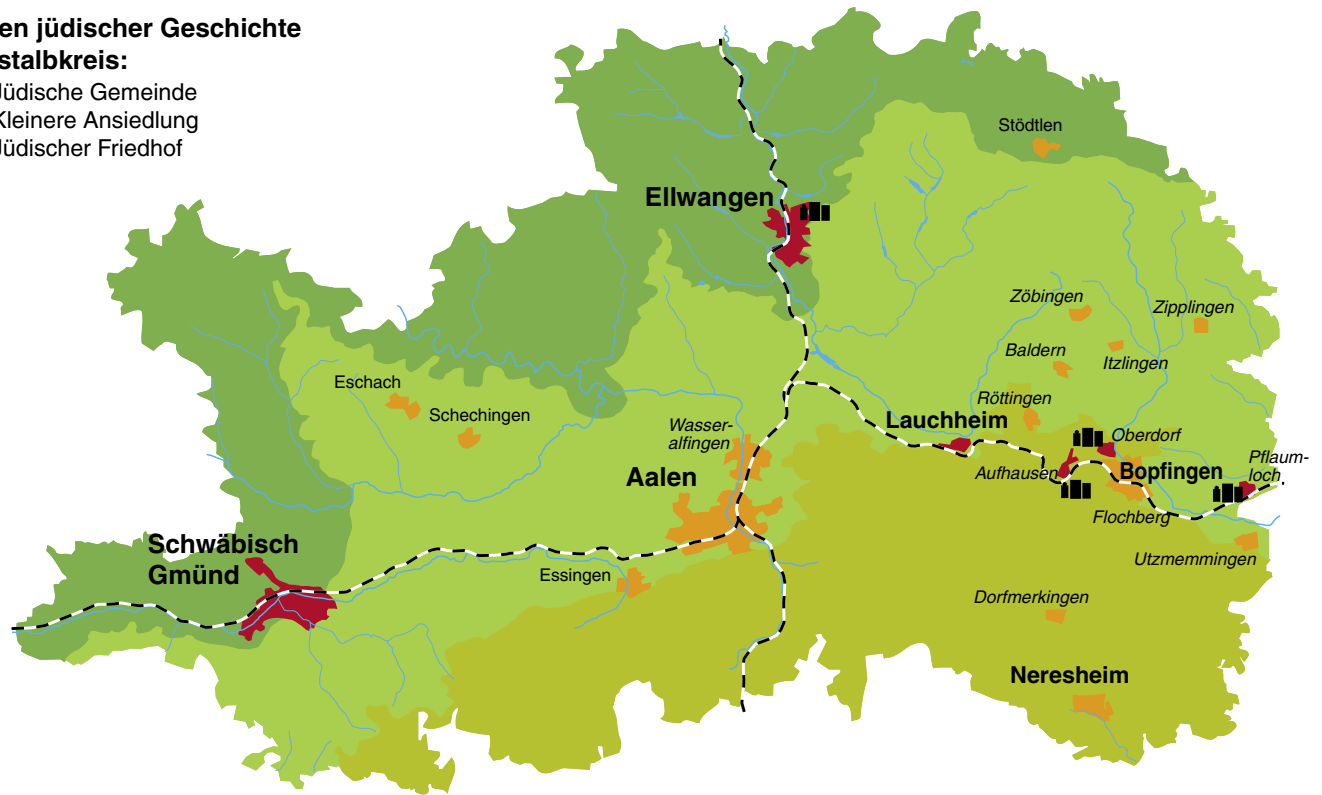 en jüdischer Geschichte
stalbkreis:
Jüdische Gemeinde
Kleinere Ansiedlung
Jüdischer Friedhof
Stödtlen
Ellwangen
Zöbingen
Zipplingen
Baldern
Itzlingen
Eschach
Schechingen
Röttingen
Wasser-
alfingen
Lauchheim
Oberdorf
Aalen
Aufhausen
Bopfingen
Pflaum-
loch
Flochberg
Schwäbisch
Gmünd
Utzmemmingen
Essingen
Dorfmerkingen
Neresheim